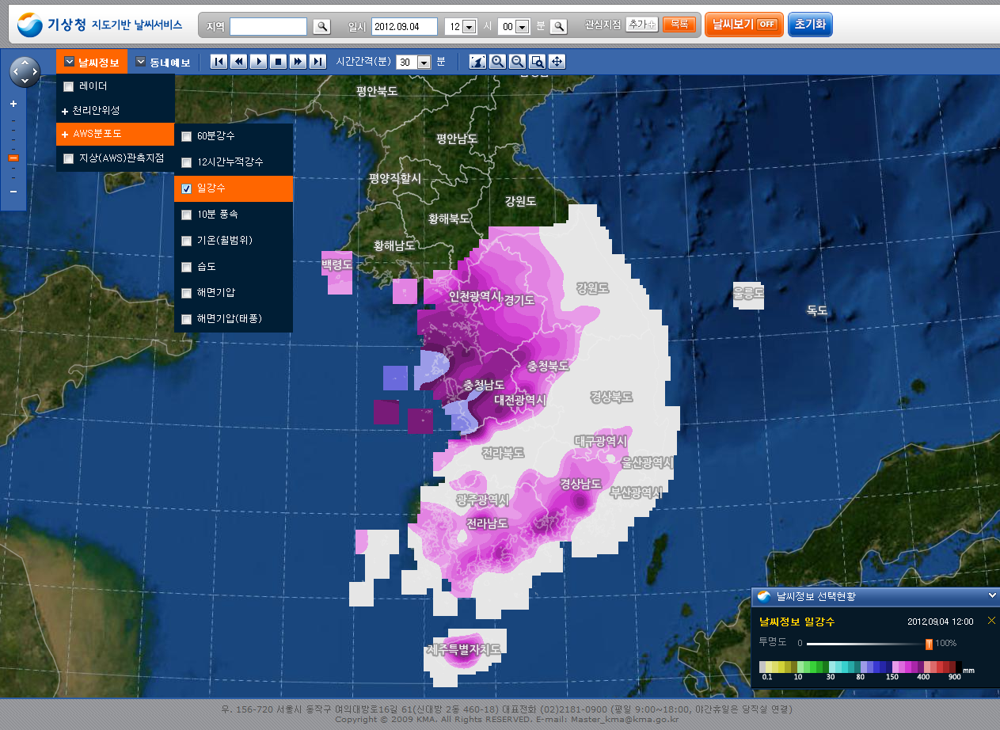 기상청 지도기반 날씨서비스 지역 일시 2012.09.04 12 시 00 분 관심지점 추가 목록 날씨보기 OFF 초기화
날씨정보 동네예보 시간간격(분) 30 분
레이더
천리안위성
AWS분포도
지상(AWS)관측지점
60분강수
12시간누적강수
일강수
10분 풍속
기온(월범위)
습도
해면기압
해면기압(태풍)
평안북도
평안남도
평양직할시
강원도
황해북도
황해남도
백령도
강원도
인천광역시 경기도
울릉도
독도
충청북도
충청남도
경상북도
대전광역시
대구광역시
전라북도
울산광역시
경상남도
부산광역시
광주광역시
전라남도
제주특별자치도
날씨정보 선택현황
날씨정보 일강수 2012.09.04 12:00
투명도 0 100%
0.1 10 30 80 150 400 900 mm
우. 156-720 서울시 동작구 여의대방로16길 61(신대방 2동 460-18) 대표전화 (02)2181-0900 (평일 9:00~18:00, 야간휴일은 당직실 연결)
Copyright © 2009 KMA. All Rights RESERVED. E-mail: Master_kma@kma.go.kr